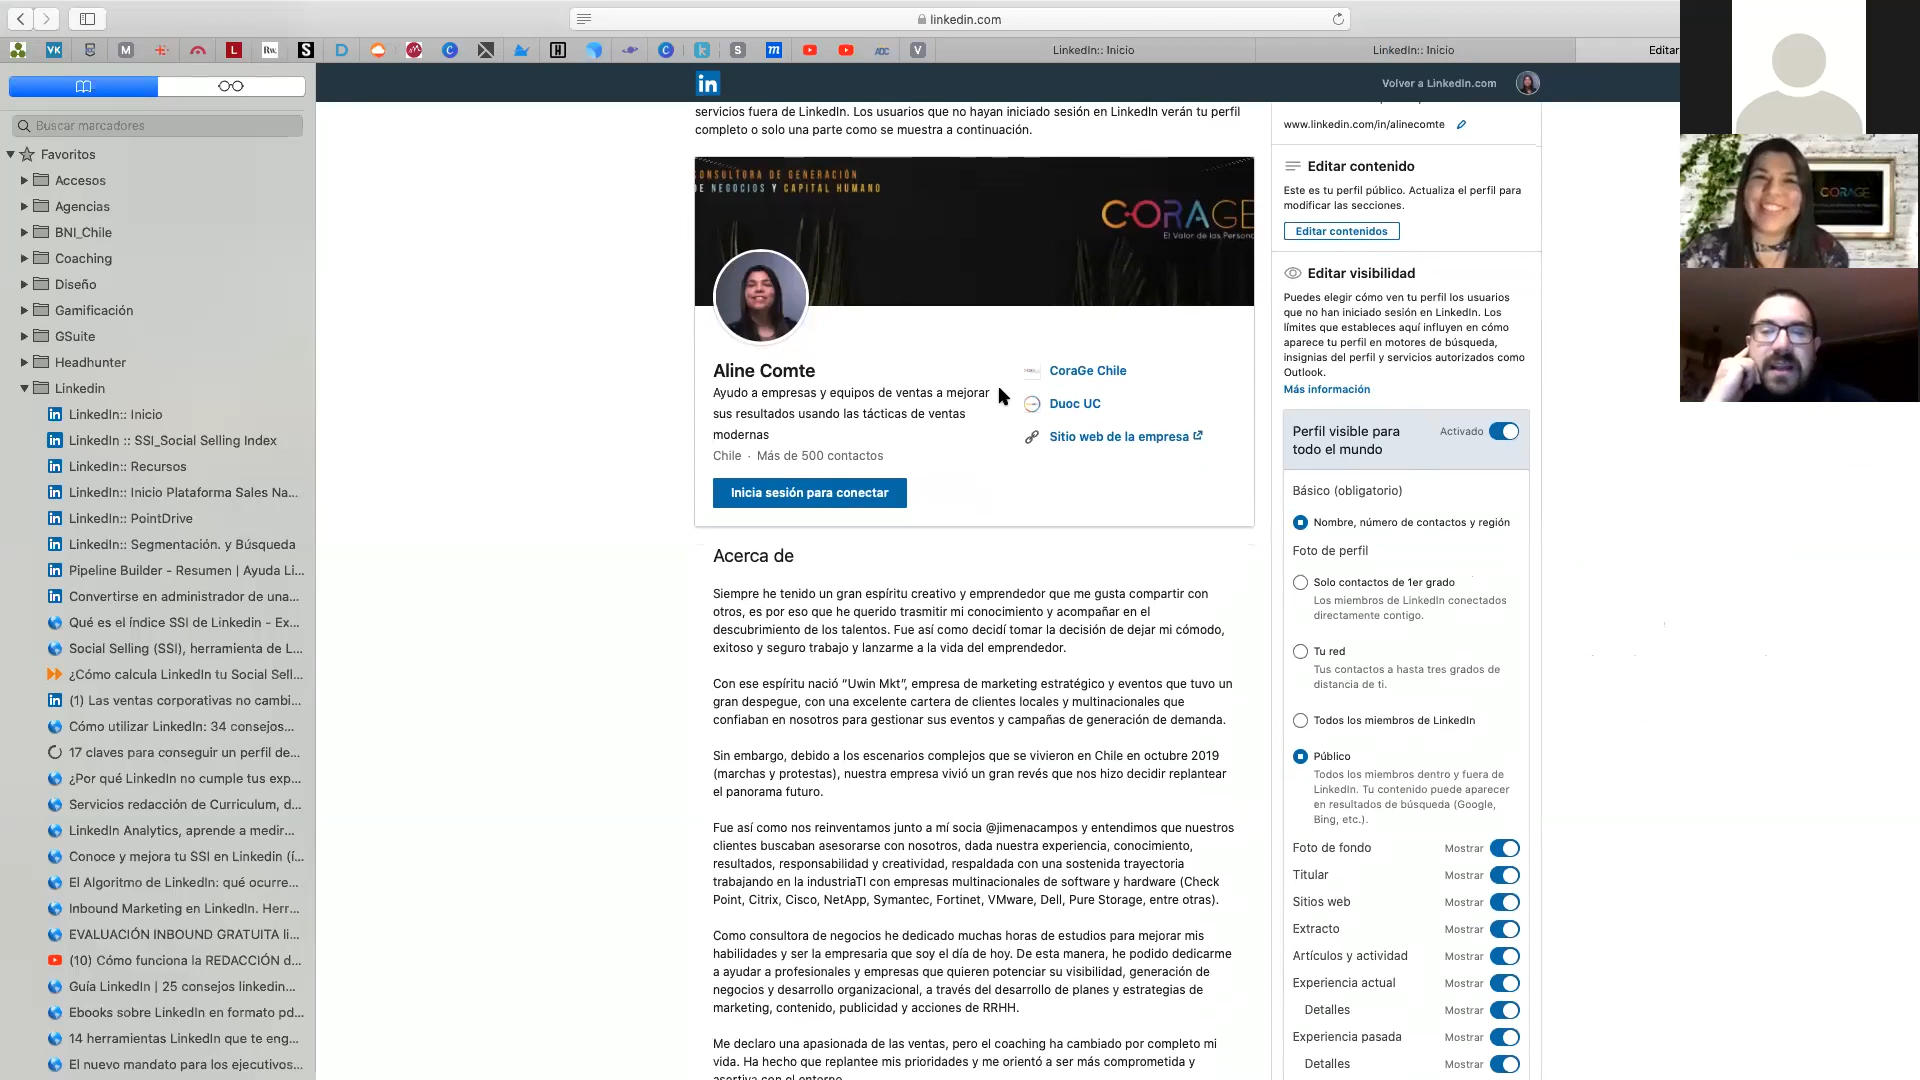 linkedin.com
LinkedIn:: Inicio
LinkedIn:: Inicio
Editar
Buscar marcadores
Favoritos
Accesos
Agencias
BNI_Chile
Coaching
Diseño
Gamificación
GSuite
Headhunter
Linkedin
LinkedIn:: Inicio
LinkedIn :: SSI_Social Selling Index
LinkedIn:: Recursos
LinkedIn:: Inicio Plataforma Sales Na...
LinkedIn:: PointDrive
LinkedIn:: Segmentación. y Búsqueda
Pipeline Builder - Resumen | Ayuda Li...
Convertirse en administrador de una...
Qué es el índice SSI de Linkedin - Ex...
Social Selling (SSI), herramienta de L...
¿Cómo calcula LinkedIn tu Social Sell...
(1) Las ventas corporativas no cambi...
Cómo utilizar LinkedIn: 34 consejos...
17 claves para conseguir un perfil de...
¿Por qué LinkedIn no cumple tus exp...
Servicios redacción de Curriculum, d...
LinkedIn Analytics, aprende a medir...
Conoce y mejora tu SSI en Linkedin (í...
El Algoritmo de LinkedIn: qué ocurre...
Inbound Marketing en LinkedIn. Herr...
EVALUACIÓN INBOUND GRATUITA li...
(10) Cómo funciona la REDACCIÓN d...
Guía LinkedIn | 25 consejos linkedin...
Ebooks sobre LinkedIn en formato pd...
14 herramientas LinkedIn que te eng...
El nuevo mandato para los ejecutivos...
in
Volver a LinkedIn.com
servicios fuera de LinkedIn. Los usuarios que no hayan iniciado sesión en LinkedIn verán tu perfil
completo o solo una parte como se muestra a continuación.
CONSULTORA DE GENERACIÓN
DE NEGOCIOS Y CAPITAL HUMANO
CORAGE
El Valor de las Persona
Aline Comte
Ayudo a empresas y equipos de ventas a mejorar
sus resultados usando las tácticas de ventas
modernas
Chile · Más de 500 contactos
Inicia sesión para conectar
CoraGe Chile
Duoc UC
Sitio web de la empresa
Acerca de
Siempre he tenido un gran espíritu creativo y emprendedor que me gusta compartir con
otros, es por eso que he querido trasmitir mi conocimiento y acompañar en el
descubrimiento de los talentos. Fue así como decidí tomar la decisión de dejar mi cómodo,
exitoso y seguro trabajo y lanzarme a la vida del emprendedor.
Con ese espíritu nació “Uwin Mkt”, empresa de marketing estratégico y eventos que tuvo un
gran despegue, con una excelente cartera de clientes locales y multinacionales que
confiaban en nosotros para gestionar sus eventos y campañas de generación de demanda.
Sin embargo, debido a los escenarios complejos que se vivieron en Chile en octubre 2019
(marchas y protestas), nuestra empresa vivió un gran revés que nos hizo decidir replantear
el panorama futuro.
Fue así como nos reinventamos junto a mí socia @jimenacampos y entendimos que nuestros
clientes buscaban asesorarse con nosotros, dada nuestra experiencia, conocimiento,
resultados, responsabilidad y creatividad, respaldada con una sostenida trayectoria
trabajando en la industriaTI con empresas multinacionales de software y hardware (Check
Point, Citrix, Cisco, NetApp, Symantec, Fortinet, VMware, Dell, Pure Storage, entre otras).
Como consultora de negocios he dedicado muchas horas de estudios para mejorar mis
habilidades y ser la empresaria que soy el día de hoy. De esta manera, he podido dedicarme
a ayudar a profesionales y empresas que quieren potenciar su visibilidad, generación de
negocios y desarrollo organizacional, a través del desarrollo de planes y estrategias de
marketing, contenido, publicidad y acciones de RRHH.
Me declaro una apasionada de las ventas, pero el coaching ha cambiado por completo mi
vida. Ha hecho que replantee mis prioridades y me orientó a ser más comprometida y
asertiva con el entorno
www.linkedin.com/in/alinecomte
Editar contenido
Este es tu perfil público. Actualiza el perfil para
modificar las secciones.
Editar contenidos
Editar visibilidad
Puedes elegir cómo ven tu perfil los usuarios
que no han iniciado sesión en LinkedIn. Los
límites que estableces aquí influyen en cómo
aparece tu perfil en motores de búsqueda,
insignias del perfil y servicios autorizados como
Outlook.
Más información
Perfil visible para
todo el mundo
Activado
Básico (obligatorio)
Nombre, número de contactos y región
Foto de perfil
Solo contactos de 1er grado
Los miembros de LinkedIn conectados
directamente contigo.
Tu red
Tus contactos a hasta tres grados de
distancia de ti.
Todos los miembros de LinkedIn
Público
Todos los miembros dentro y fuera de
LinkedIn. Tu contenido puede aparecer
en resultados de búsqueda (Google,
Bing, etc.).
Foto de fondo Mostrar
Titular Mostrar
Sitios web Mostrar
Extracto Mostrar
Artículos y actividad Mostrar
Experiencia actual Mostrar
Detalles Mostrar
Experiencia pasada Mostrar
Detalles Mostrar
CORAGE